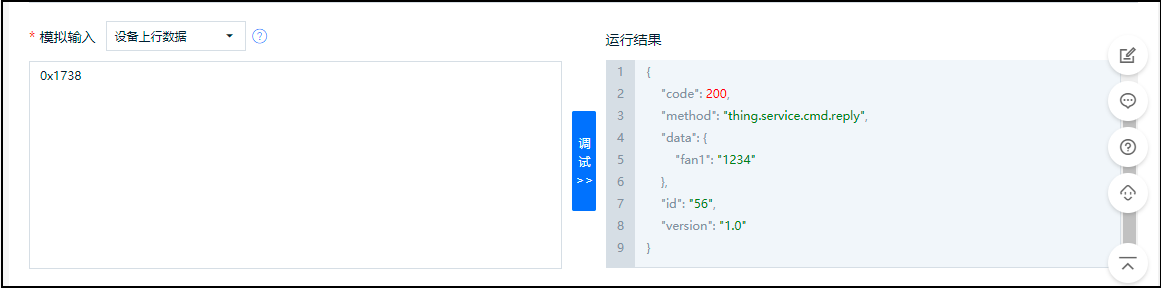 * 模拟输入 设备上行数据
0x1738
调试
>>
运行结果
1 {
2 "code": 200,
3 "method": "thing.service.cmd.reply",
4 "data": {
5 "fan1": "1234"
6 },
7 "id": "56",
8 "version": "1.0"
9 }